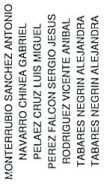 MONTERRUBIO SANCHEZ ANTONIO
NAVARRO CHINEA GABRIEL
PELAEZ CRUZ LUIS MIGUEL
PEREZ FALCON SERGIO JESUS
RODRIGUEZ VICENTE ANIBAL
TABARES NEGRIN ALEJANDRA
TABARES NEGRIN ALEJANDRA